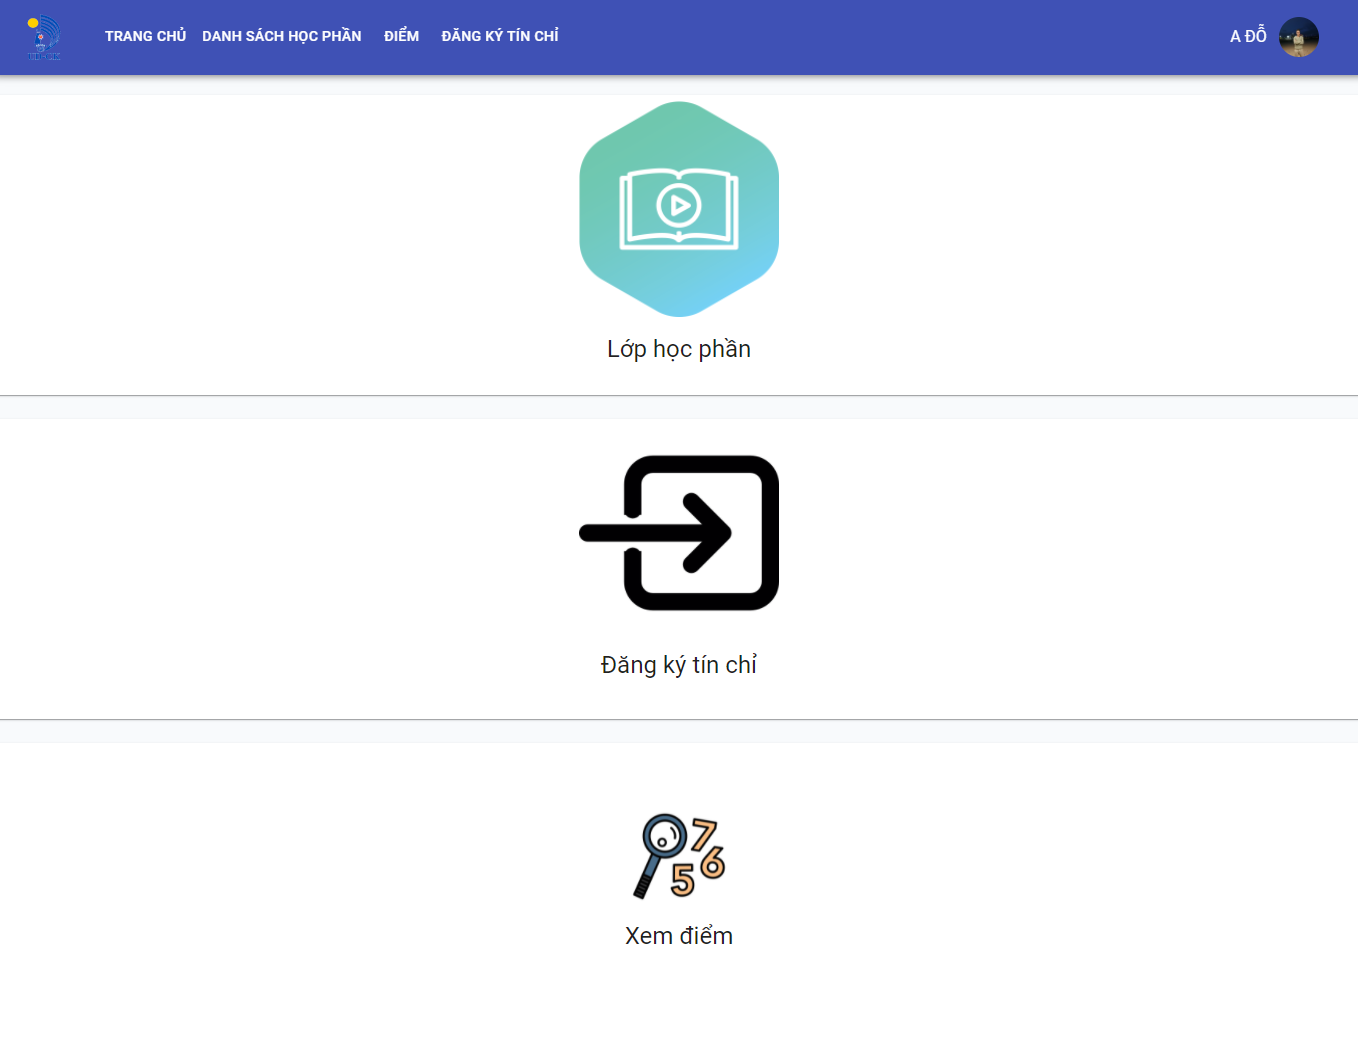 TRANG CHỦ DANH SÁCH HỌC PHẦN ĐIỂM ĐĂNG KÝ TÍN CHỈ A ĐỖ
Lớp học phần
Đăng ký tín chỉ
7
6
5
Xem điểm